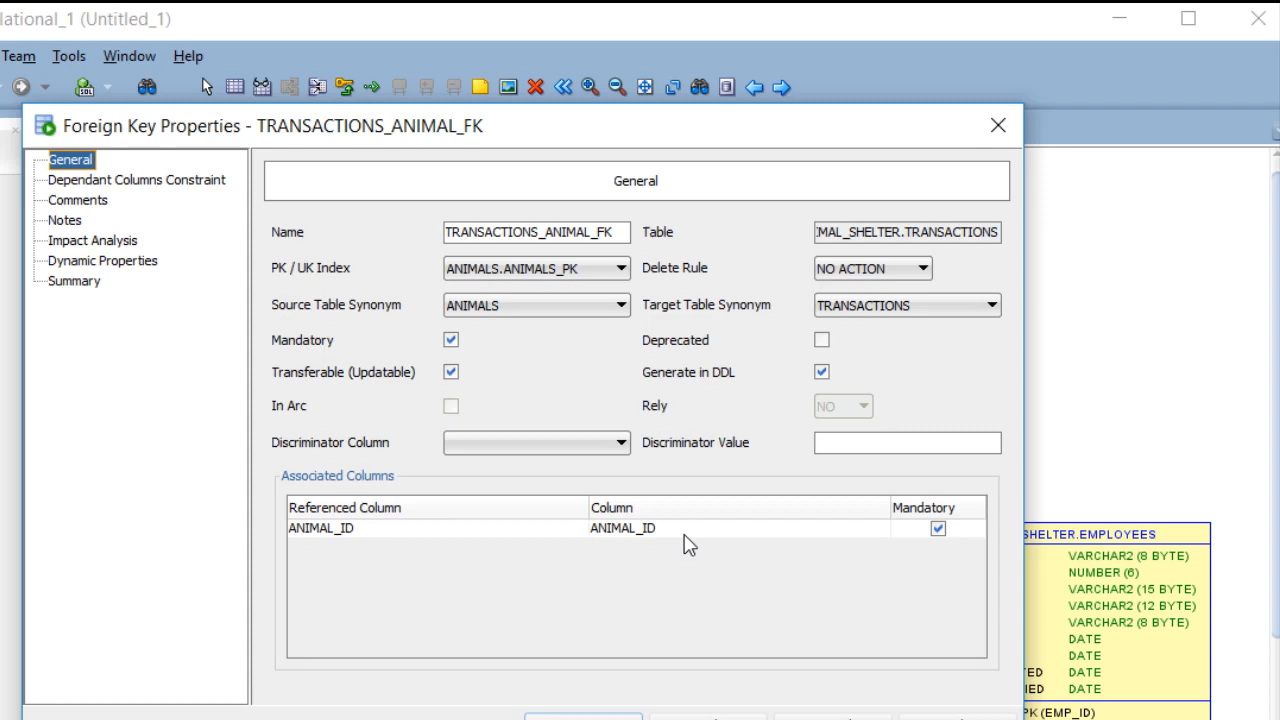 lational_1 (Untitled_1)
Team Tools Window Help
SQL
Foreign Key Properties - TRANSACTIONS_ANIMAL_FK
General
Dependant Columns Constraint
Comments
Notes
Impact Analysis
Dynamic Properties
Summary
General
Name TRANSACTIONS_ANIMAL_FK Table MAL_SHELTER.TRANSACTIONS
PK / UK Index ANIMALS.ANIMALS_PK Delete Rule NO ACTION
Source Table Synonym ANIMALS Target Table Synonym TRANSACTIONS
Mandatory Deprecated
Transferable (Updatable) Generate in DDL
In Arc Rely NO
Discriminator Column Discriminator Value
Associated Columns
Referenced Column Column Mandatory
ANIMAL_ID ANIMAL_ID
SHELTER.EMPLOYEES
VARCHAR2 (8 BYTE)
NUMBER (6)
VARCHAR2 (15 BYTE)
VARCHAR2 (12 BYTE)
VARCHAR2 (8 BYTE)
DATE
DATE
ED DATE
IED DATE
PK (EMP_ID)